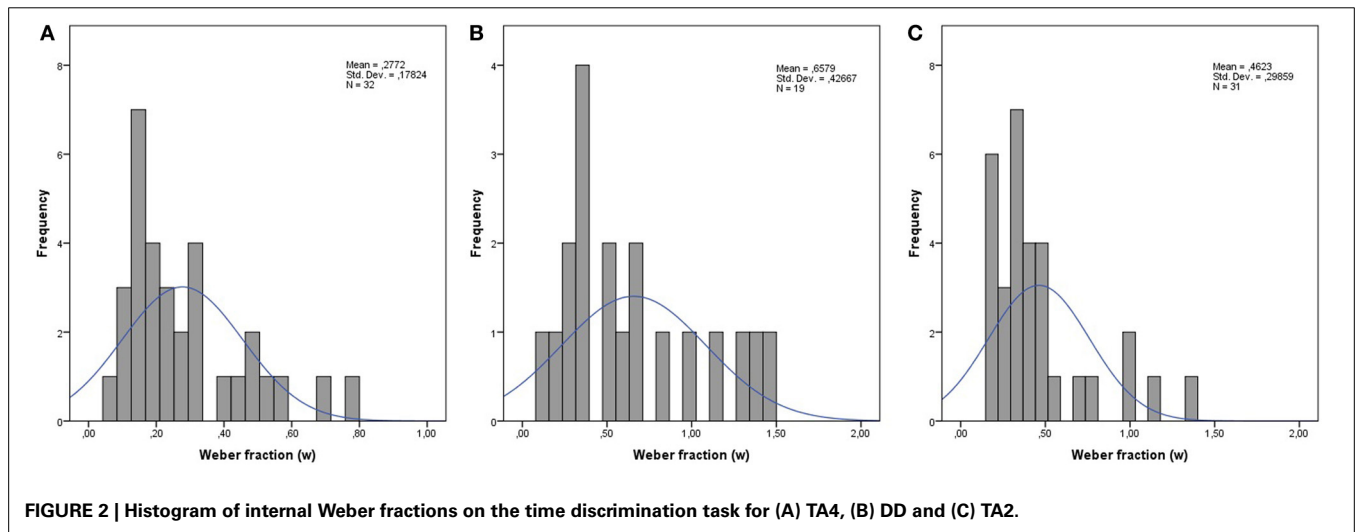 A
Mean = ,2772
Std. Dev. = ,17824
N = 32
8
6
4
2
0
Frequency
,00 ,20 ,40 ,60 ,80 1,00
Weber fraction (w)
B
Mean = ,6579
Std. Dev. = ,42667
N = 19
4
3
2
1
0
Frequency
,00 ,50 1,00 1,50 2,00
Weber fraction (w)
C
Mean = ,4623
Std. Dev. = ,29859
N = 31
8
6
4
2
0
Frequency
,00 ,50 1,00 1,50 2,00
Weber fraction (w)
FIGURE 2 | Histogram of internal Weber fractions on the time discrimination task for (A) TA4, (B) DD and (C) TA2.